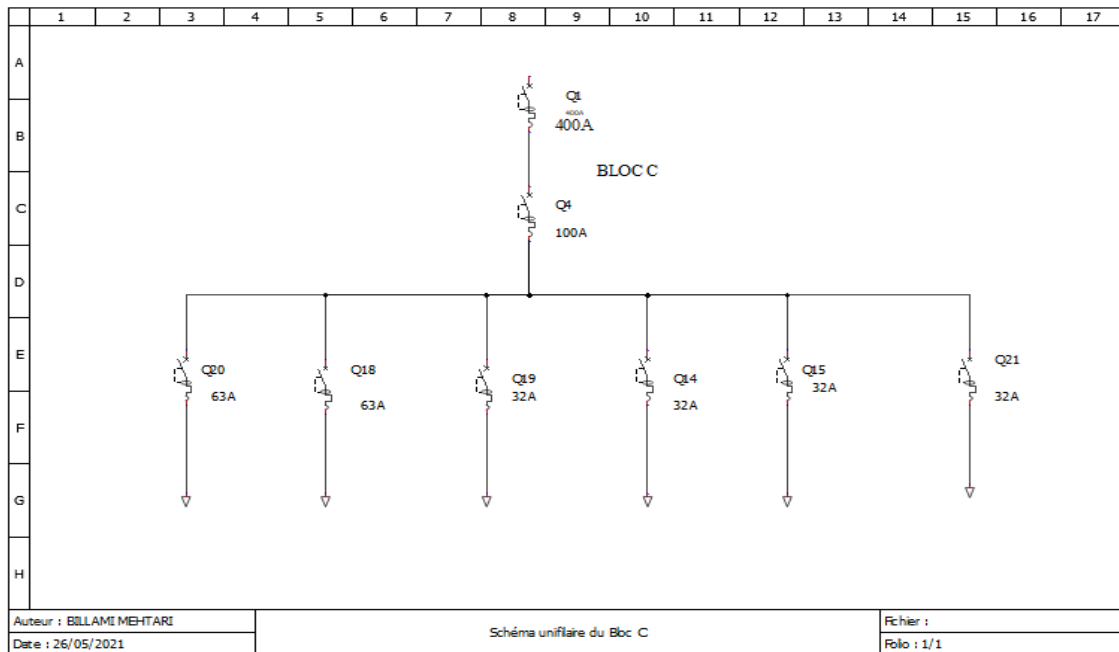 1 2 3 4 5 6 7 8 9 10 11 12 13 14 15 16 17
A
Q1
400A
400A
B
BLOC C
C
Q4
100A
D
E
Q20
Q18
Q19
Q14
Q15
Q21
63A
63A
32A
32A
32A
32A
F
G
H
Auteur : BILLAMI MEHTARI
Date : 26/05/2021
Schéma unifilaire du Bloc C
Fichier :
Folio : 1/1